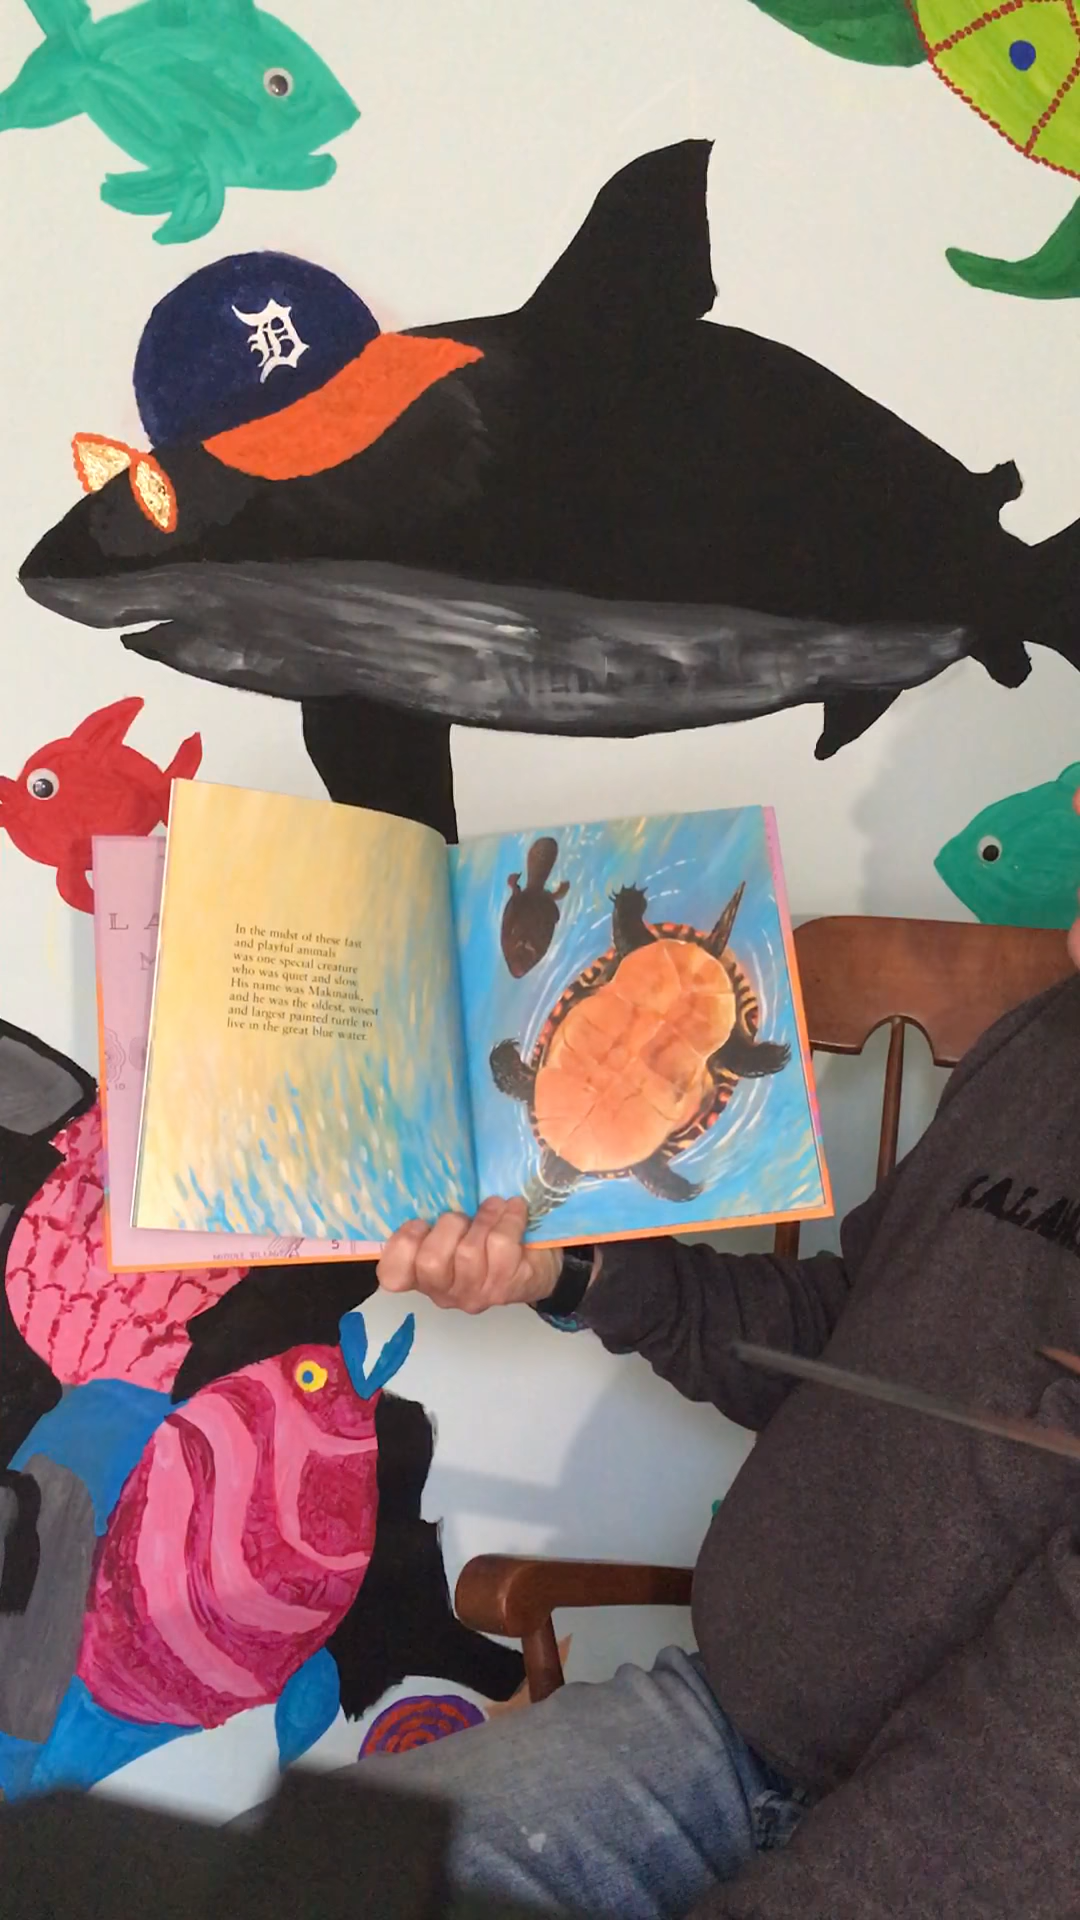 D
LA
M
In the midst of these fast
and playful animals
was one special creature
who was quiet and slow.
His name was Makinauk,
and he was the oldest, wisest
and largest painted turtle to
live in the great blue water.
5